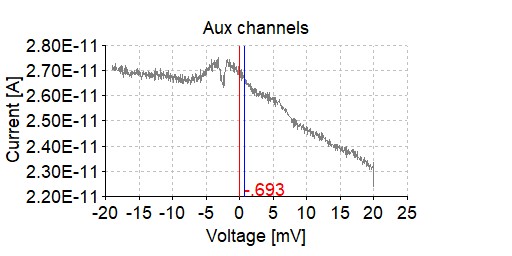 Aux channels
2.80E-11
2.70E-11
2.60E-11
2.50E-11
2.40E-11
2.30E-11
2.20E-11
Current [A]
-.693
-20 -15 -10 -5 0 5 10 15 20 25
Voltage [mV]